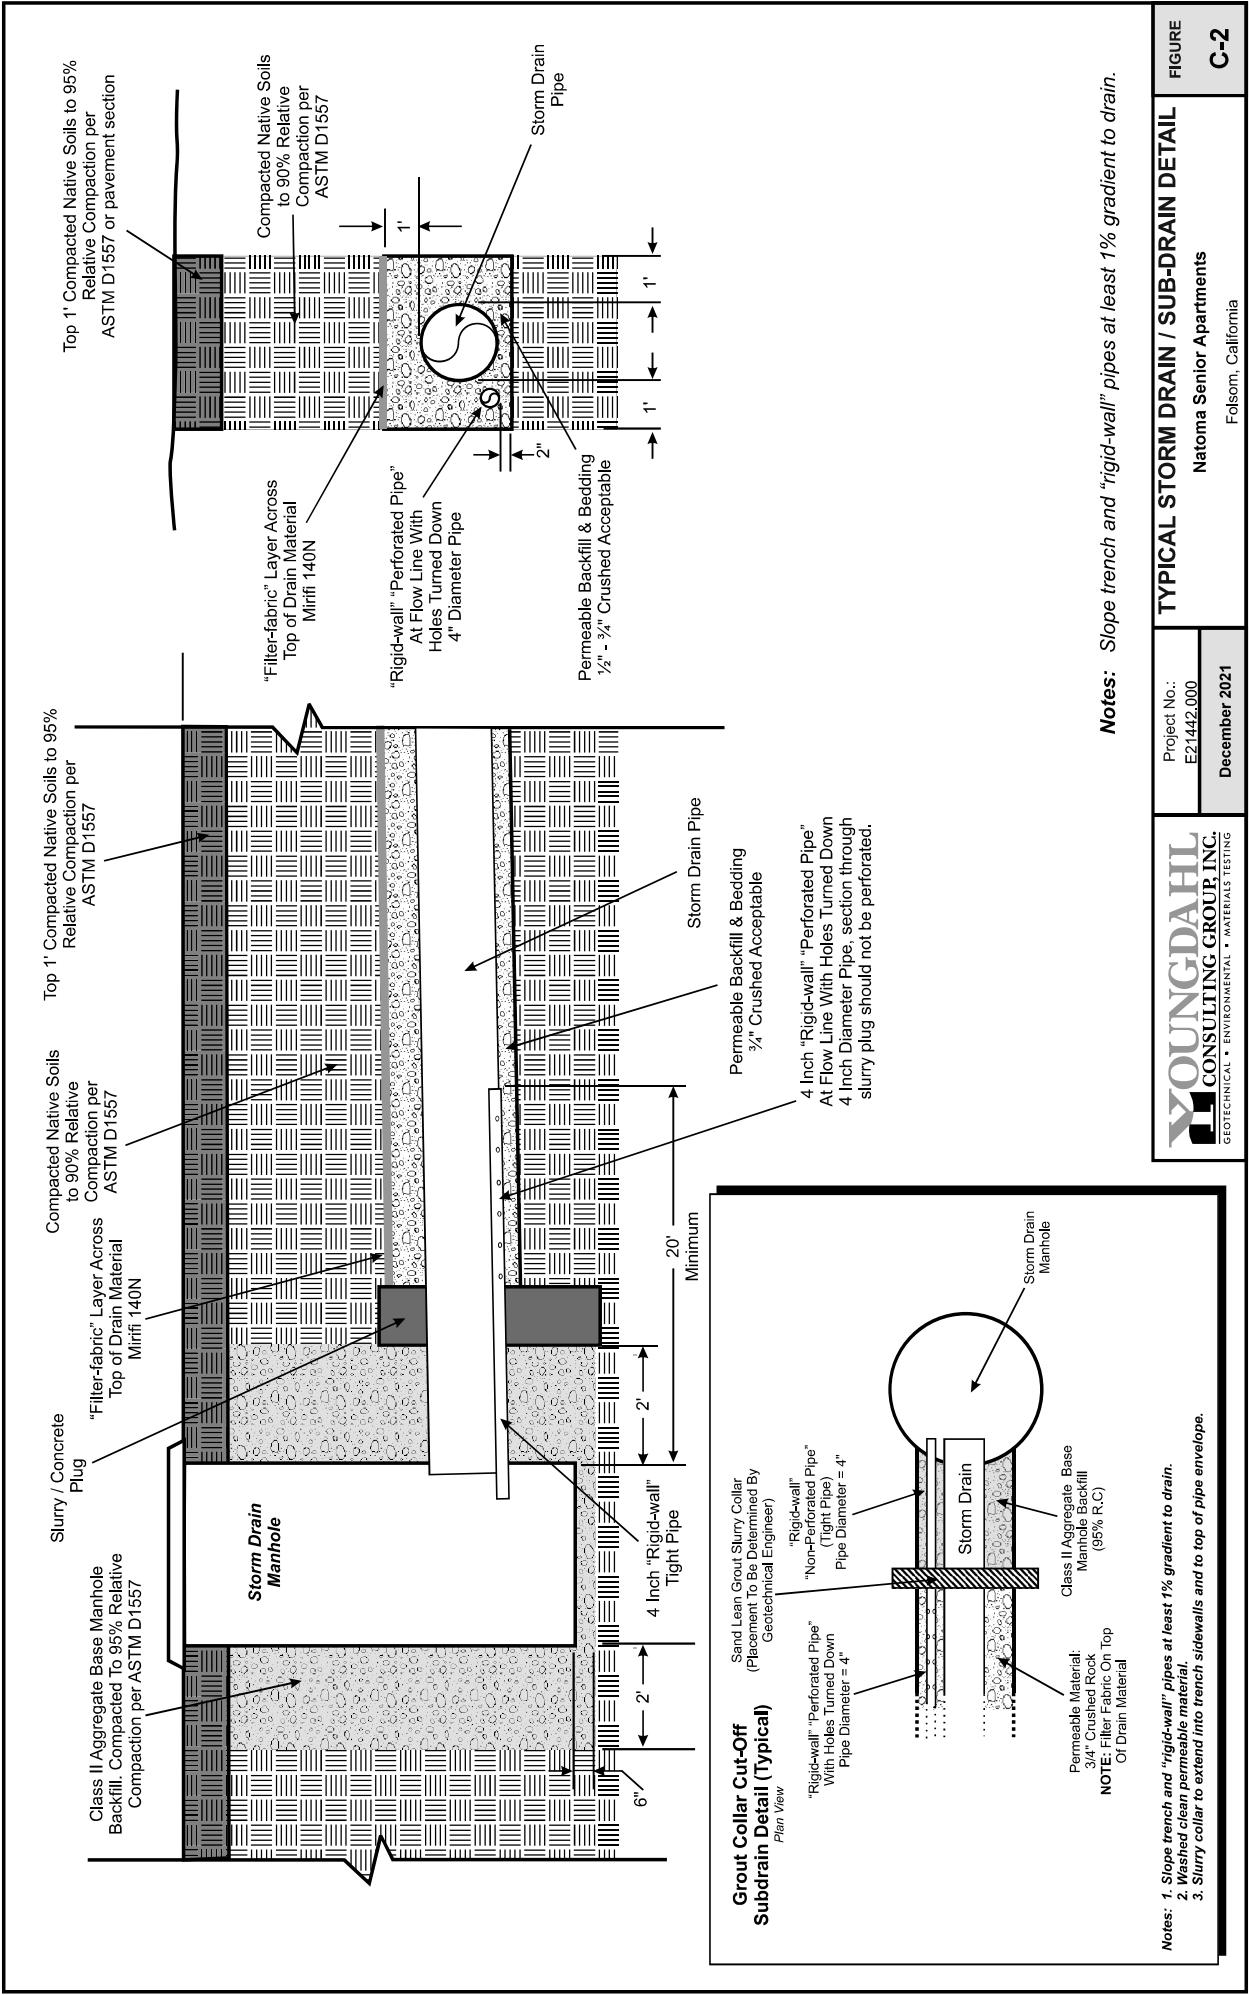 Class II Aggregate Base Manhole
Backfill. Compacted To 95% Relative
Compaction per ASTM D1557
Slurry / Concrete
Plug
“Filter-fabric” Layer Across
Top of Drain Material
Mirifi 140N
Compacted Native Soils
to 90% Relative
Compaction per
ASTM D1557
Top 1' Compacted Native Soils to 95%
Relative Compaction per
ASTM D1557
Storm Drain
Manhole
6"
2'
2'
20'
Minimum
4 Inch “Rigid-wall”
Tight Pipe
Storm Drain Pipe
Permeable Backfill & Bedding
¾" Crushed Acceptable
4 Inch “Rigid-wall” “Perforated Pipe”
At Flow Line With Holes Turned Down
4 Inch Diameter Pipe, section through
slurry plug should not be perforated.
Top 1' Compacted Native Soils to 95%
Relative Compaction per
ASTM D1557 or pavement section
Compacted Native Soils
to 90% Relative
Compaction per
ASTM D1557
Storm Drain
Pipe
“Filter-fabric” Layer Across
Top of Drain Material
Mirifi 140N
“Rigid-wall” “Perforated Pipe”
At Flow Line With
Holes Turned Down
4" Diameter Pipe
Permeable Backfill & Bedding
½" - ¾" Crushed Acceptable
1'
2"
1'
1'
Grout Collar Cut-Off
Subdrain Detail (Typical)
Plan View
Sand Lean Grout Slurry Collar
(Placement To Be Determined By
Geotechnical Engineer)
“Rigid-wall” “Perforated Pipe”
With Holes Turned Down
Pipe Diameter = 4"
“Rigid-wall”
“Non-Perforated Pipe”
(Tight Pipe)
Pipe Diameter = 4"
Storm Drain
Storm Drain
Manhole
Permeable Material:
3/4" Crushed Rock
NOTE: Filter Fabric On Top
Of Drain Material
Class II Aggregate Base
Manhole Backfill
(95% R.C)
Notes: 1. Slope trench and “rigid-wall” pipes at least 1% gradient to drain.
2. Washed clean permeable material.
3. Slurry collar to extend into trench sidewalls and to top of pipe envelope.
Notes: Slope trench and “rigid-wall” pipes at least 1% gradient to drain.
YOUNGDAHL
CONSULTING GROUP, INC.
GEOTECHNICAL • ENVIRONMENTAL • MATERIALS TESTING
Project No.:
E21442.000
December 2021
TYPICAL STORM DRAIN / SUB-DRAIN DETAIL
Natoma Senior Apartments
Folsom, California
FIGURE
C-2